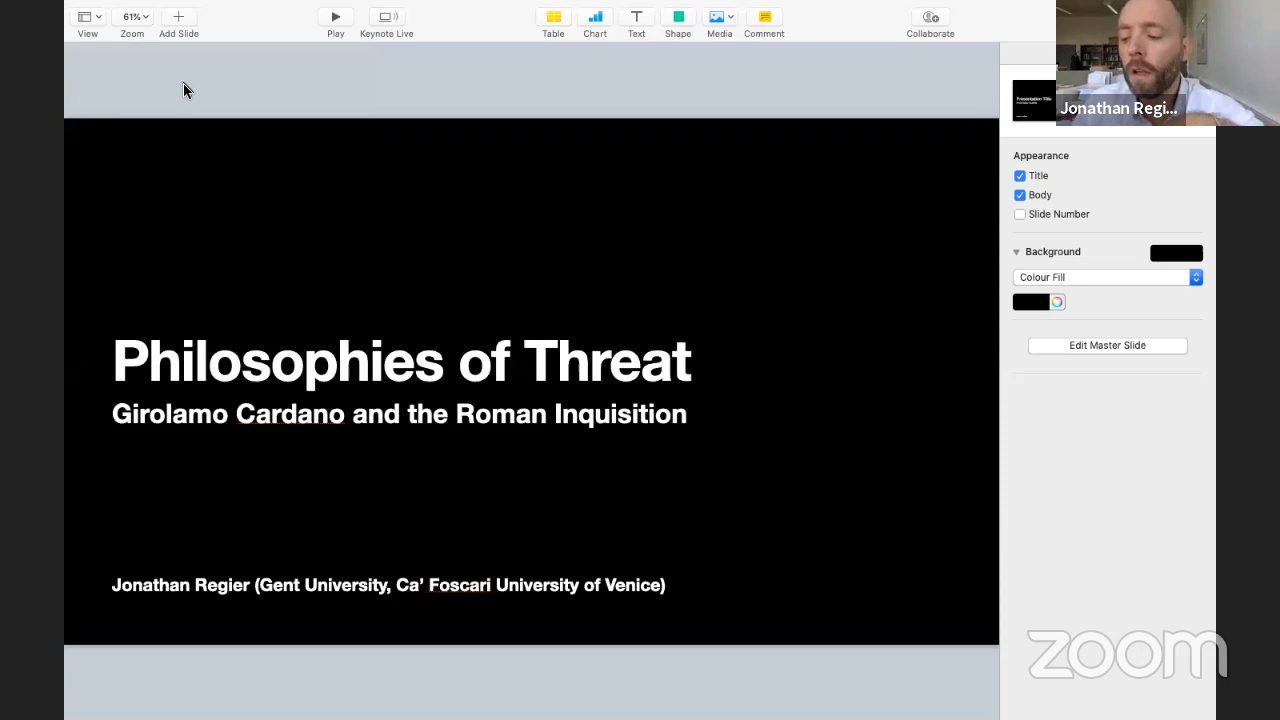 61%
View
Zoom
Add Slide
Play
Keynote Live
Table
Chart
Text
Shape
Media
Comment
Collaborate
Jonathan Regi...
Appearance
Title
Body
Slide Number
Background
Colour Fill
Edit Master Slide
Philosophies of Threat
Girolamo Cardano and the Roman Inquisition
Jonathan Regier (Gent University, Ca’ Foscari University of Venice)
zoom